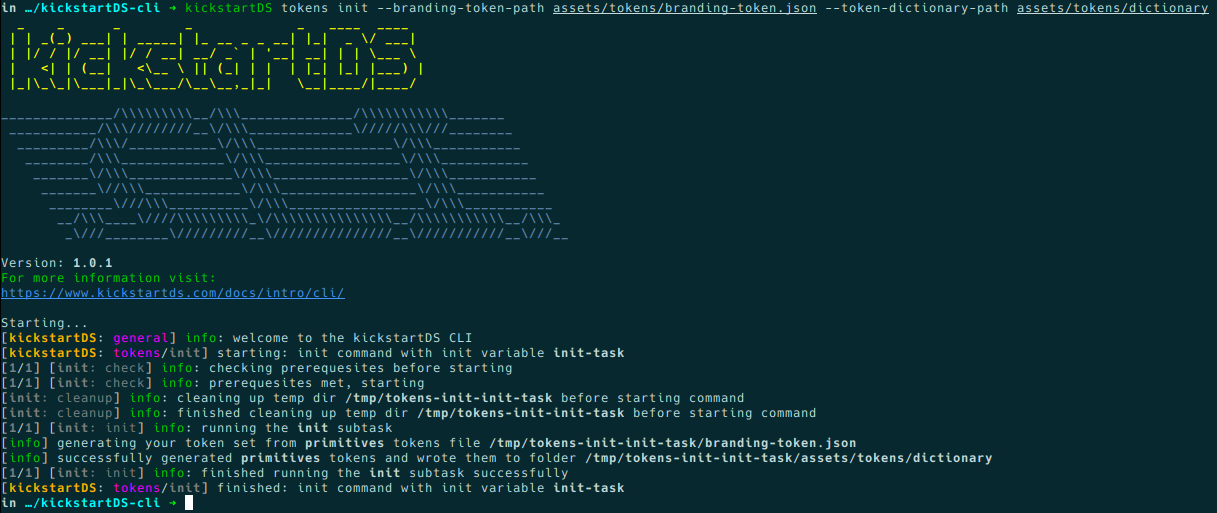 in …/kickstartDS-cli ➜ kickstartDS tokens init --branding-token-path assets/tokens/branding-token.json --token-dictionary-path assets/tokens/dictionary
kickstartDS
CLI.
Version: 1.0.1
For more information visit:
https://www.kickstartds.com/docs/intro/cli/
Starting...
[kickstartDS: general] info: welcome to the kickstartDS CLI
[kickstartDS: tokens/init] starting: init command with init variable init-task
[1/1] [init: check] info: checking prerequesites before starting
[1/1] [init: check] info: prerequesites met, starting
[init: cleanup] info: cleaning up temp dir /tmp/tokens-init-init-task before starting command
[init: cleanup] info: finished cleaning up temp dir /tmp/tokens-init-init-task before starting command
[1/1] [init: init] info: running the init subtask
[info] generating your token set from primitives tokens file /tmp/tokens-init-init-task/branding-token.json
[info] successfully generated primitives tokens and wrote them to folder /tmp/tokens-init-init-task/assets/tokens/dictionary
[1/1] [init: init] info: finished running the init subtask successfully
[kickstartDS: tokens/init] finished: init command with init variable init-task
in …/kickstartDS-cli ➜